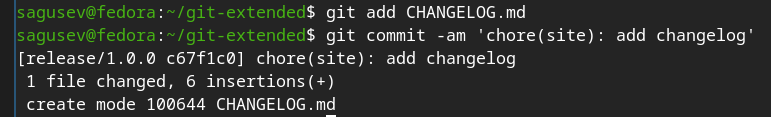 sagusev@fedora:~/git-extended$ git add CHANGELOG.md
sagusev@fedora:~/git-extended$ git commit -am 'chore(site): add changelog'
[release/1.0.0 c67f1c0] chore(site): add changelog
 1 file changed, 6 insertions(+)
 create mode 100644 CHANGELOG.md